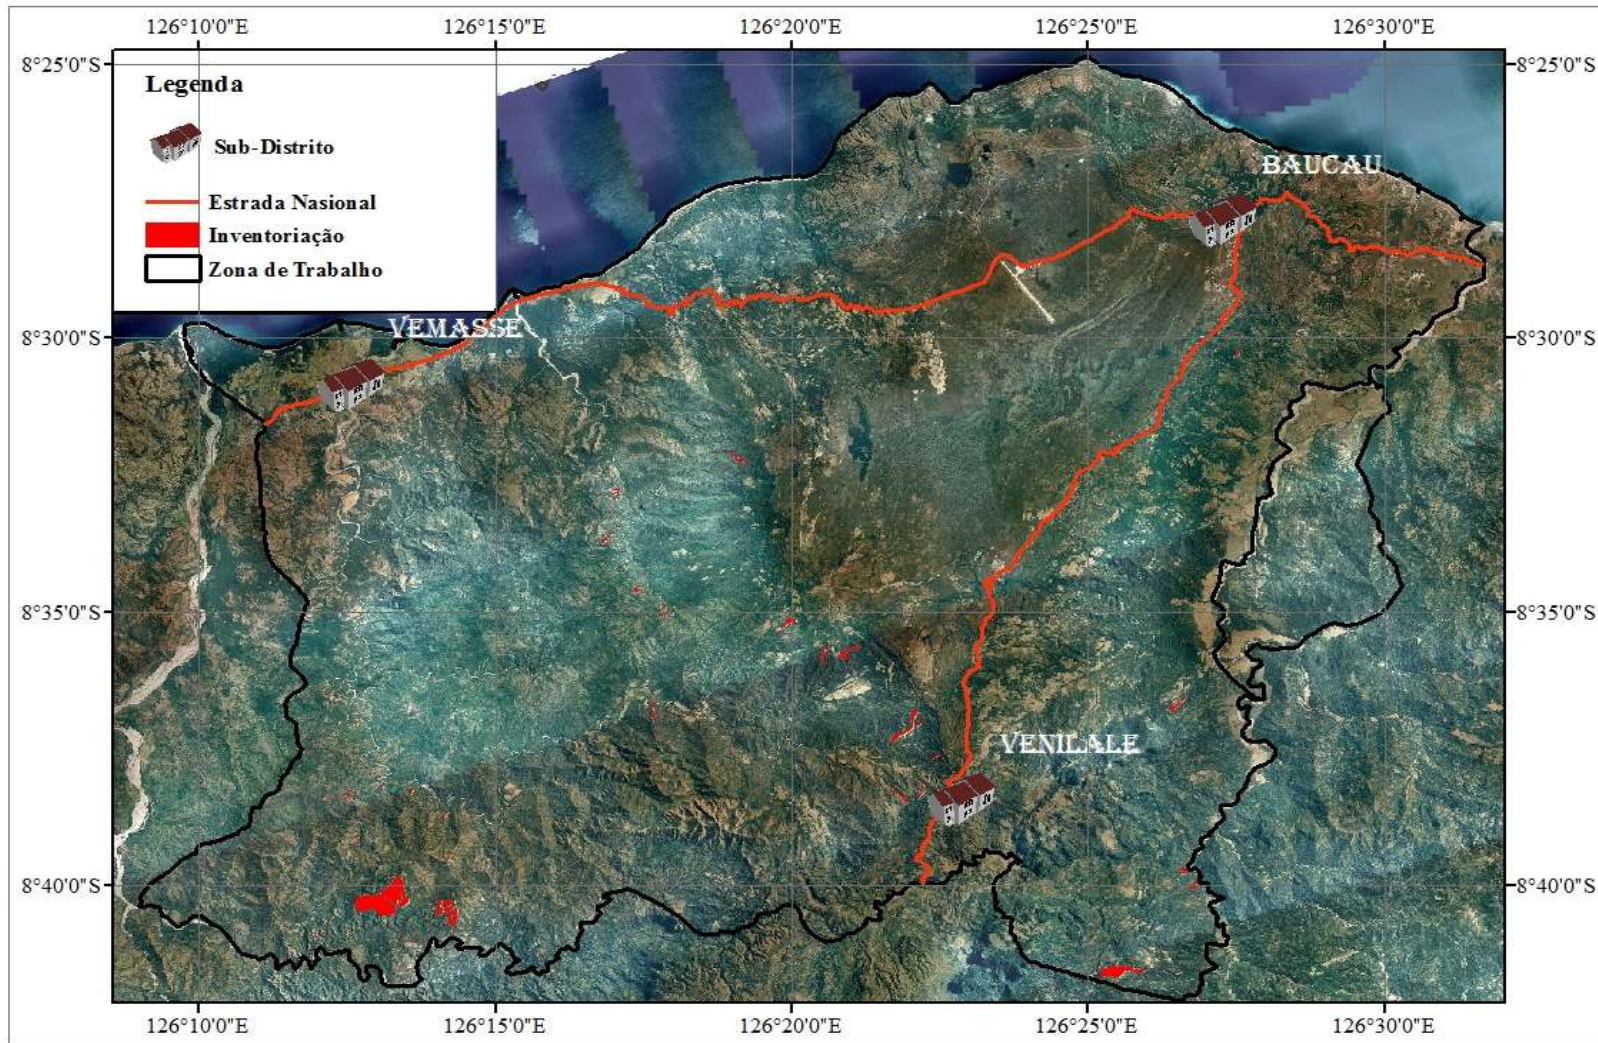 126°10'0"E 126°15'0"E 126°20'0"E 126°25'0"E 126°30'0"E
8°25'0"S 8°25'0"S
Legenda
Sub-Distrito
Estrada Nasional
Inventoriação
Zona de Trabalho
BAUCAU
VEMASSE
8°30'0"S 8°30'0"S
8°35'0"S 8°35'0"S
VENILALE
8°40'0"S 8°40'0"S
126°10'0"E 126°15'0"E 126°20'0"E 126°25'0"E 126°30'0"E